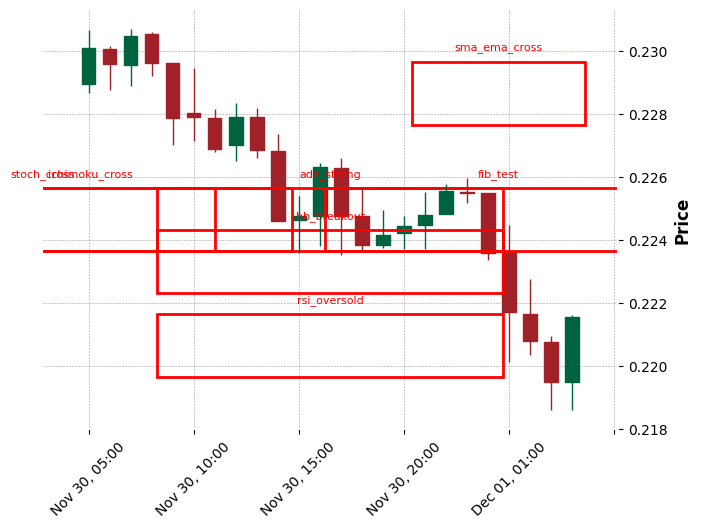 sma_ema_cross
0.230
0.228
stoch_cross
ichimoku_cross
adx_strong
fib_test
0.226
bb_breakout
0.224
Price
rsi_oversold
0.222
0.220
0.218
Nov 30, 05:00
Nov 30, 10:00
Nov 30, 15:00
Nov 30, 20:00
Dec 01, 01:00